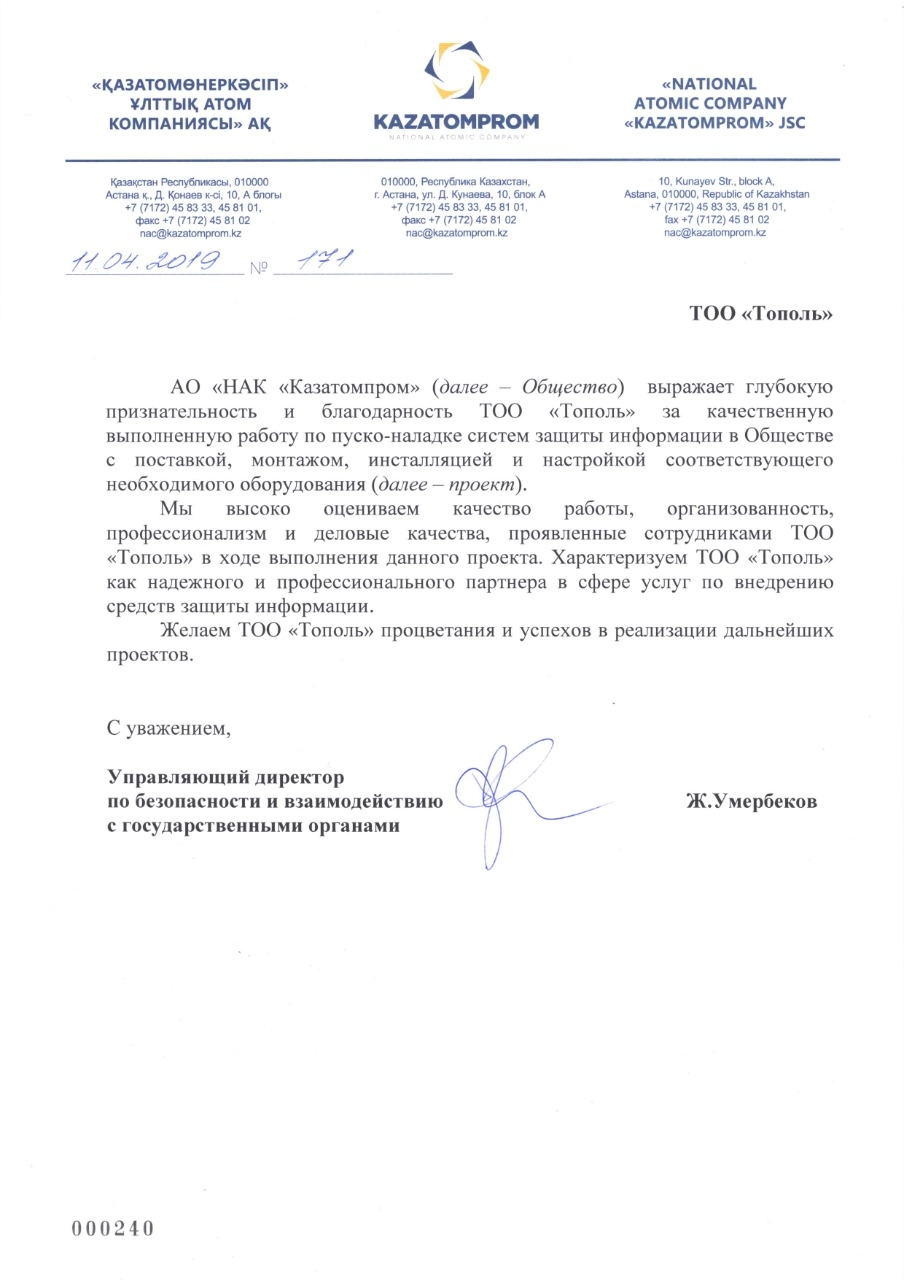 «ҚАЗАТОМӨНЕРКӘСІП»
ҰЛТТЫҚ АТОМ
КОМПАНИЯСЫ» АҚ
KAZATOMPROM
NATIONAL ATOMIC COMPANY
«NATIONAL
ATOMIC COMPANY
«KAZATOMPROM» JSC
Қазақстан Республикасы, 010000
Астана қ., Д. Қонаев к-сі, 10, А блогы
+7 (7172) 45 83 33, 45 81 01,
факс +7 (7172) 45 81 02
nac@kazatomprom.kz
010000, Республика Казахстан,
г. Астана, ул. Д. Кунаева, 10, блок А
+7 (7172) 45 83 33, 45 81 01,
факс +7 (7172) 45 81 02
nac@kazatomprom.kz
10, Kunayev Str., block A,
Astana, 010000, Republic of Kazakhstan
+7 (7172) 45 83 33, 45 81 01,
fax +7 (7172) 45 81 02
nac@kazatomprom.kz
11.04.2019 № 171
ТОО «Тополь»
АО «НАК «Казатомпром» (далее – Общество) выражает глубокую
признательность и благодарность ТОО «Тополь» за качественную
выполненную работу по пуско-наладке систем защиты информации в Обществе
с поставкой, монтажом, инсталляцией и настройкой соответствующего
необходимого оборудования (далее – проект).
Мы высоко оцениваем качество работы, организованность,
профессионализм и деловые качества, проявленные сотрудниками ТОО
«Тополь» в ходе выполнения данного проекта. Характеризуем ТОО «Тополь»
как надежного и профессионального партнера в сфере услуг по внедрению
средств защиты информации.
Желаем ТОО «Тополь» процветания и успехов в реализации дальнейших
проектов.
С уважением,
Управляющий директор
по безопасности и взаимодействию
с государственными органами
Ж.Умербеков
000240